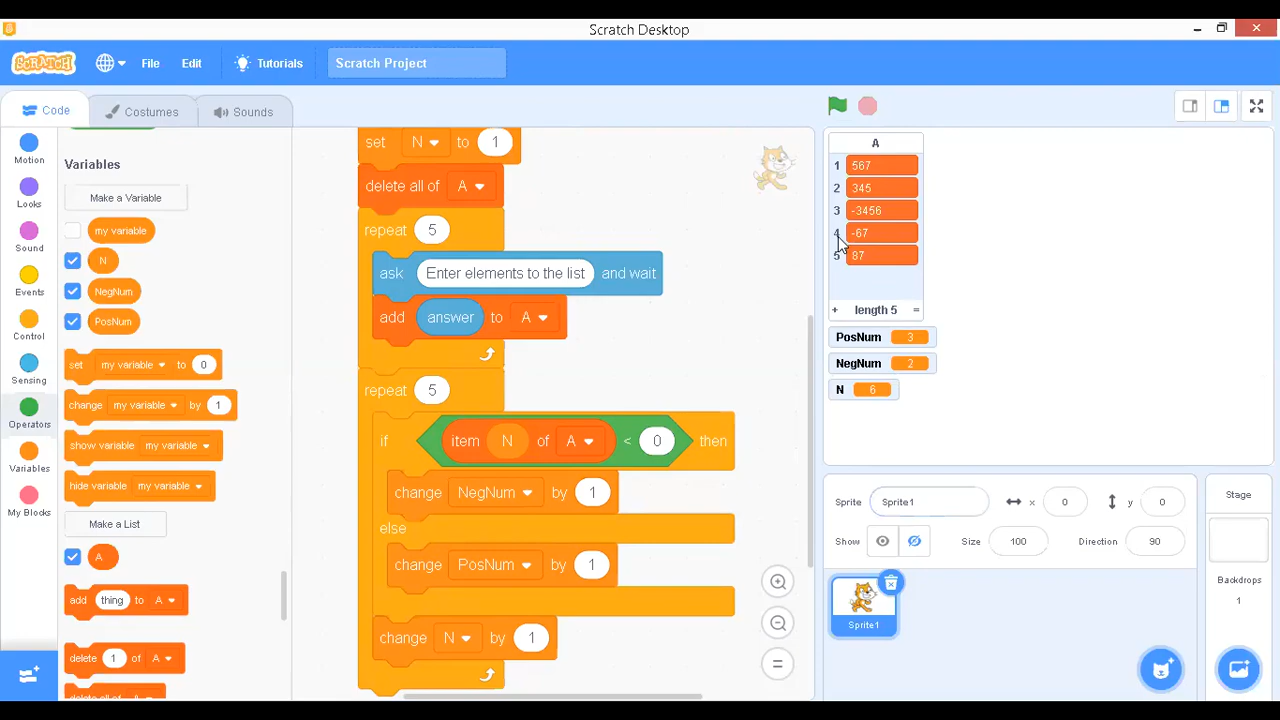 Scratch Desktop
SCRATCH
File
Edit
Tutorials
Scratch Project
Code
Costumes
Sounds
Motion
Looks
Sound
Events
Control
Sensing
Operators
Variables
My Blocks
Variables
Make a Variable
my variable
N
NegNum
PosNum
set my variable to 0
change my variable by 1
show variable my variable
hide variable my variable
Make a List
A
add thing to A
delete 1 of A
delete all of A
set N to 1
delete all of A
repeat 5
ask Enter elements to the list and wait
add answer to A
repeat 5
if item N of A < 0 then
change NegNum by 1
else
change PosNum by 1
change N by 1
A
1 567
2 345
3 -3456
4 -67
5 87
+ length 5 =
PosNum 3
NegNum 2
N 6
Sprite Sprite1 x 0 y 0
Show Size 100 Direction 90
Sprite1
Stage
Backdrops
1